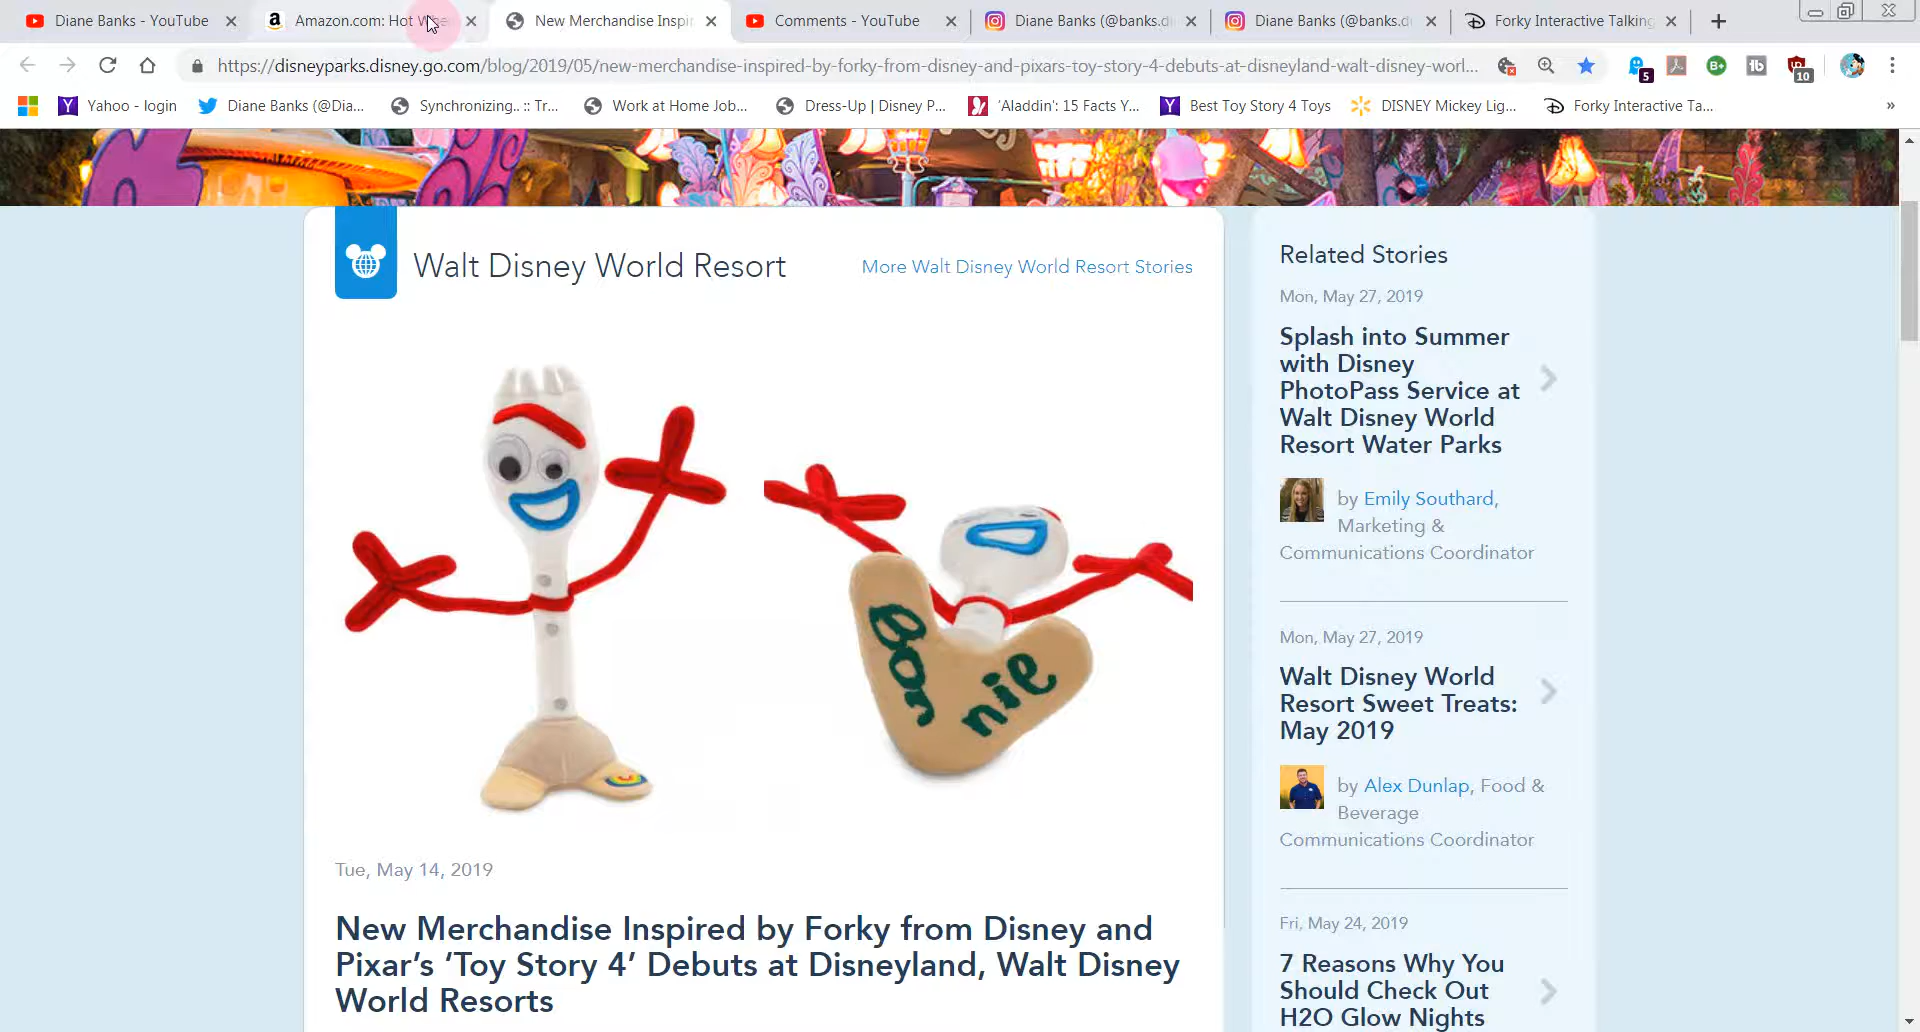 Diane Banks - YouTube
Amazon.com: Hot Whe
New Merchandise Inspir
Comments - YouTube
Diane Banks (@banks.d
Diane Banks (@banks.d
Forky Interactive Talking
https://disneyparks.disney.go.com/blog/2019/05/new-merchandise-inspired-by-forky-from-disney-and-pixars-toy-story-4-debuts-at-disneyland-walt-disney-worl...
5
10
Yahoo - login
Diane Banks (@Dia...
Synchronizing.. :: Tr...
Work at Home Job...
Dress-Up | Disney P...
'Aladdin': 15 Facts Y...
Best Toy Story 4 Toys
DISNEY Mickey Lig...
Forky Interactive Ta...
»
Walt Disney World Resort
More Walt Disney World Resort Stories
Bon
nie
Tue, May 14, 2019
New Merchandise Inspired by Forky from Disney and
Pixar’s ‘Toy Story 4’ Debuts at Disneyland, Walt Disney
World Resorts
Related Stories
Mon, May 27, 2019
Splash into Summer
with Disney
PhotoPass Service at
Walt Disney World
Resort Water Parks
by Emily Southard,
Marketing &
Communications Coordinator
Mon, May 27, 2019
Walt Disney World
Resort Sweet Treats:
May 2019
by Alex Dunlap, Food &
Beverage
Communications Coordinator
Fri, May 24, 2019
7 Reasons Why You
Should Check Out
H2O Glow Nights